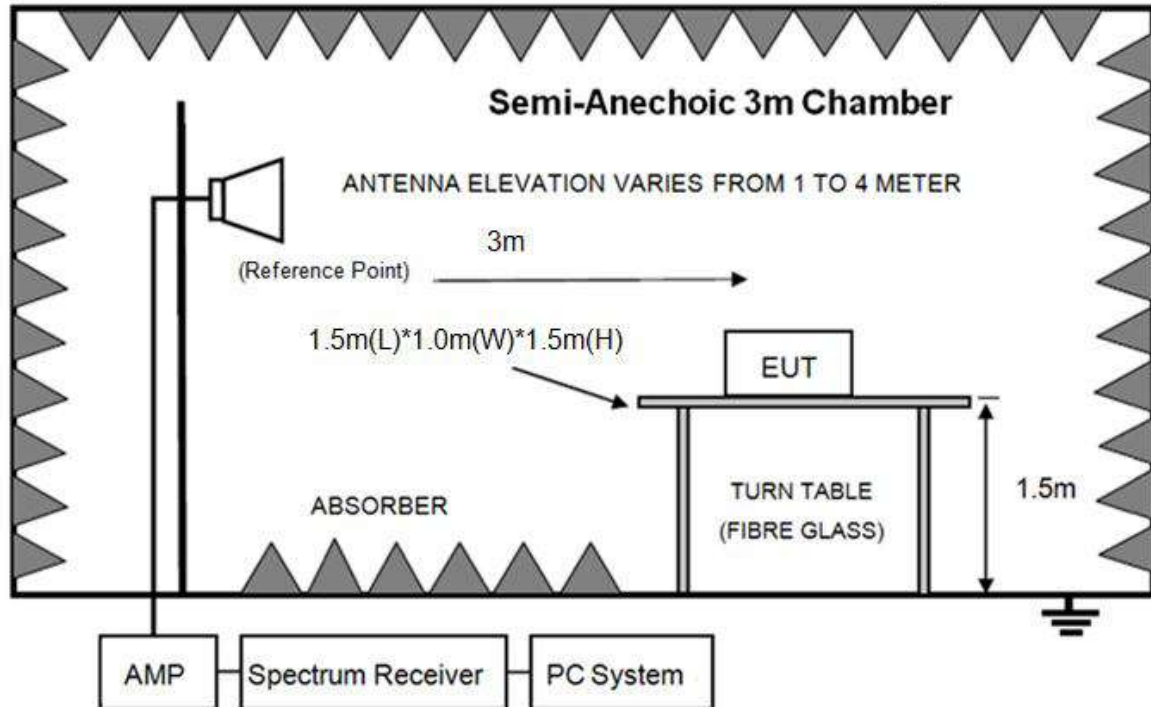 Semi-Anechoic 3m Chamber
ANTENNA ELEVATION VARIES FROM 1 TO 4 METER
3m
(Reference Point)
1.5m(L)*1.0m(W)*1.5m(H)
EUT
ABSORBER
TURN TABLE
(FIBRE GLASS)
1.5m
AMP
Spectrum Receiver
PC System